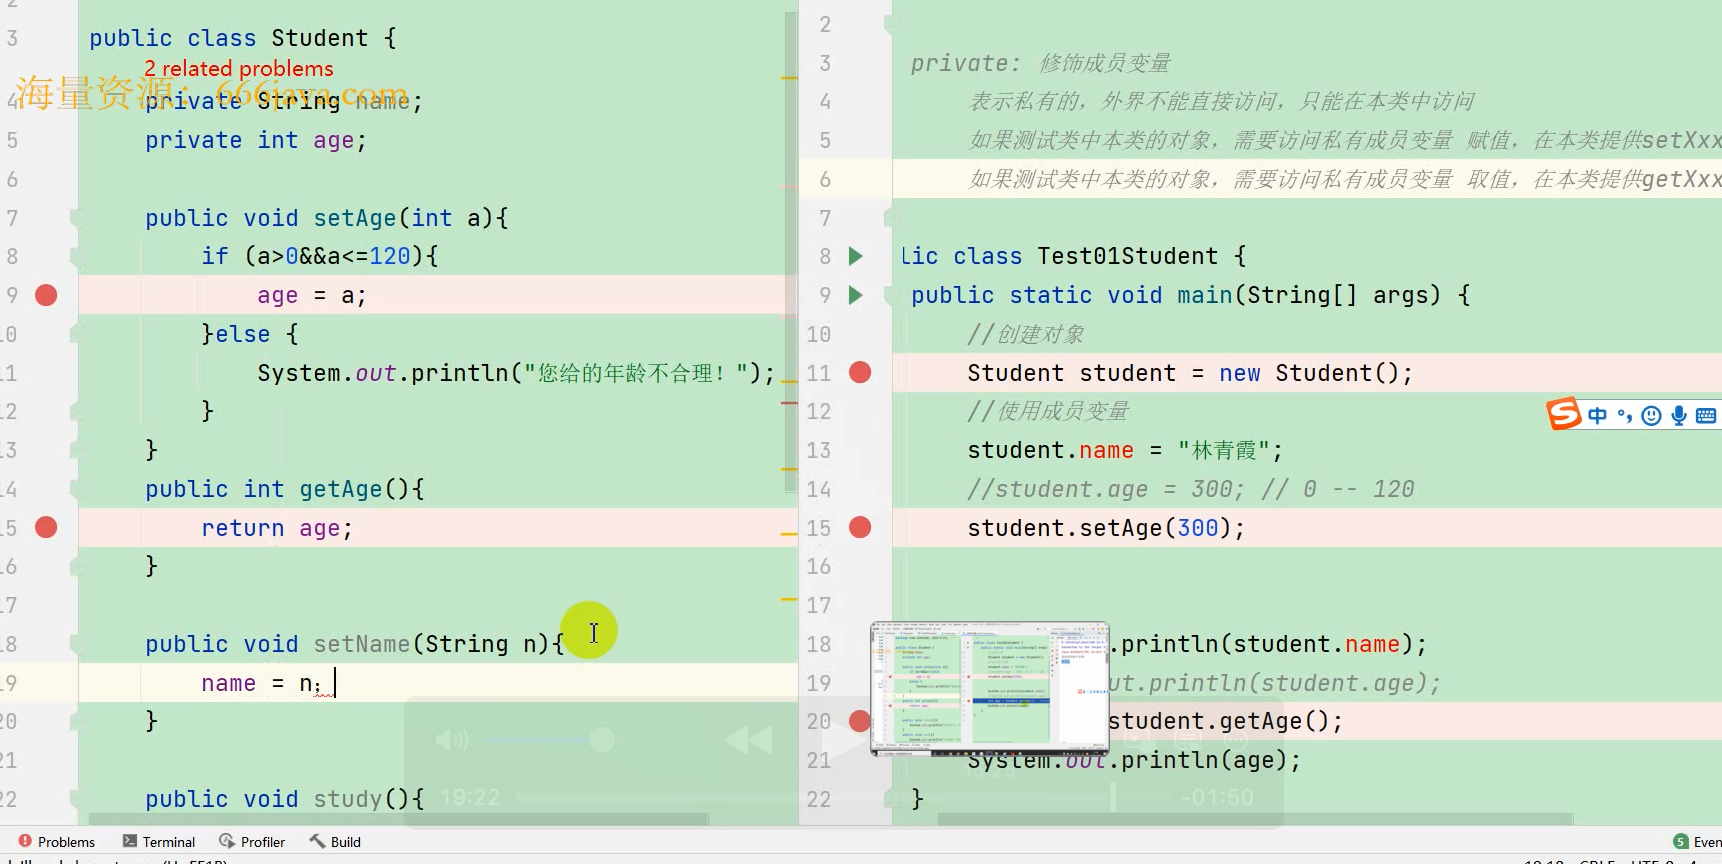 2
3 public class Student {
2 related problems
海量资源：666java.com
4 private String name;
5 private int age;
6
7 public void setAge(int a){
8 if (a>0&&a<=120){
9 age = a;
10 }else {
11 System.out.println("您给的年龄不合理！");
12 }
13 }
14 public int getAge(){
15 return age;
16 }
17
18 public void setName(String n){
19 name = n；
20 }
21
22 public void study(){
2
3 private: 修饰成员变量
4 表示私有的，外界不能直接访问，只能在本类中访问
5 如果测试类中本类的对象，需要访问私有成员变量 赋值，在本类提供setXxx
6 如果测试类中本类的对象，需要访问私有成员变量 取值，在本类提供getXxx
7
8 lic class Test01Student {
9 public static void main(String[] args) {
10 //创建对象
11 Student student = new Student();
12 //使用成员变量
13 student.name = "林青霞";
14 //student.age = 300; // 0 -- 120
15 student.setAge(300);
16
17
18 .println(student.name);
19 ut.println(student.age);
20 student.getAge();
21 System.out.println(age);
22 }
中
19:22
-01:50
Problems Terminal Profiler Build
5 Even